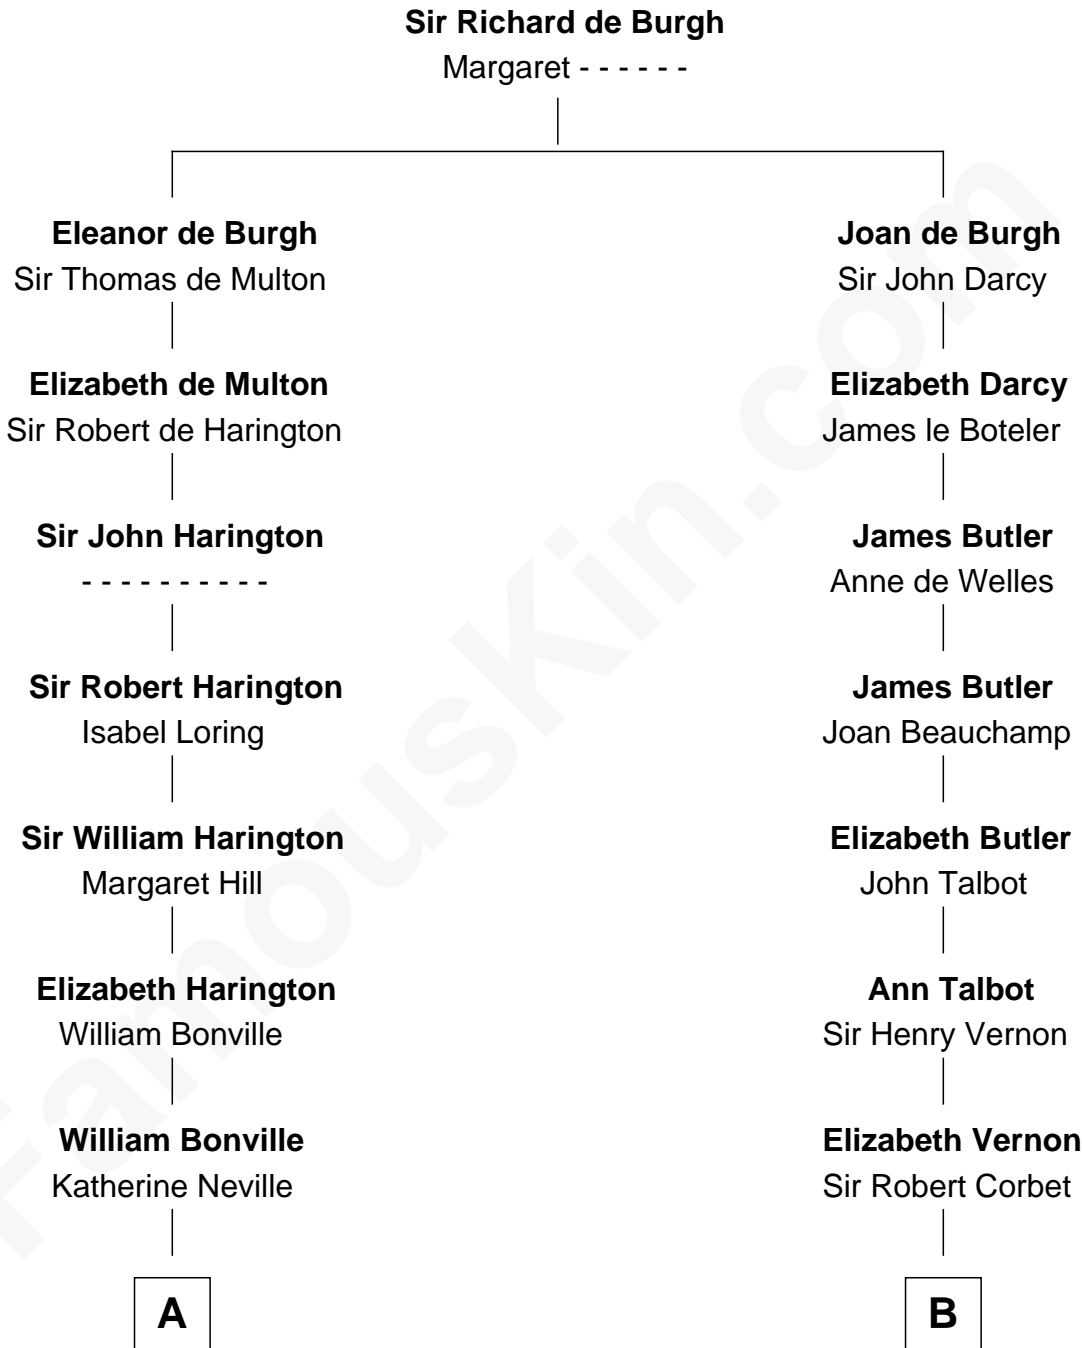 Sir Richard de Burgh
Margaret - - - - - -
Eleanor de Burgh
Sir Thomas de Multon
Joan de Burgh
Sir John Darcy
Elizabeth de Multon
Sir Robert de Harington
Elizabeth Darcy
James le Boteler
Sir John Harington
- - - - - - - - - -
James Butler
Anne de Welles
Sir Robert Harington
Isabel Loring
James Butler
Joan Beauchamp
Sir William Harington
Margaret Hill
Elizabeth Butler
John Talbot
Elizabeth Harington
William Bonville
Ann Talbot
Sir Henry Vernon
William Bonville
Katherine Neville
Elizabeth Vernon
Sir Robert Corbet
A
B
FamousKin.com